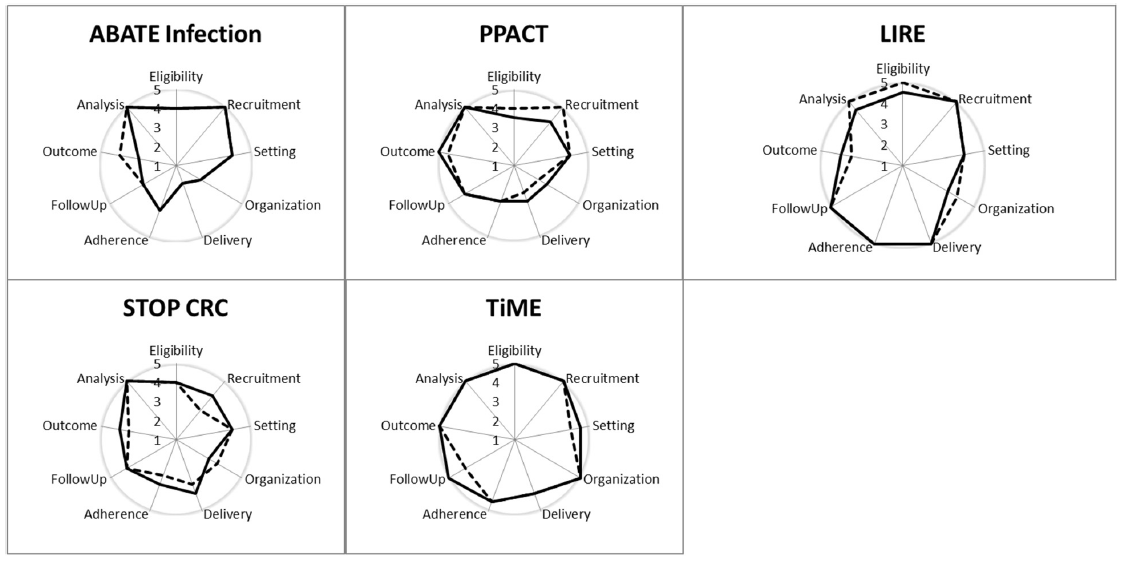 ABATE Infection
Eligibility
Recruitment
Setting
Organization
Delivery
Adherence
FollowUp
Outcome
Analysis
5
4
3
2
1
PPACT
Eligibility
Recruitment
Setting
Organization
Delivery
Adherence
FollowUp
Outcome
Analysis
5
4
3
2
1
LIRE
Eligibility
Recruitment
Setting
Organization
Delivery
Adherence
FollowUp
Outcome
Analysis
5
4
3
2
1
STOP CRC
Eligibility
Recruitment
Setting
Organization
Delivery
Adherence
FollowUp
Outcome
Analysis
5
4
3
2
1
TiME
Eligibility
Recruitment
Setting
Organization
Delivery
Adherence
FollowUp
Outcome
Analysis
5
4
3
2
1